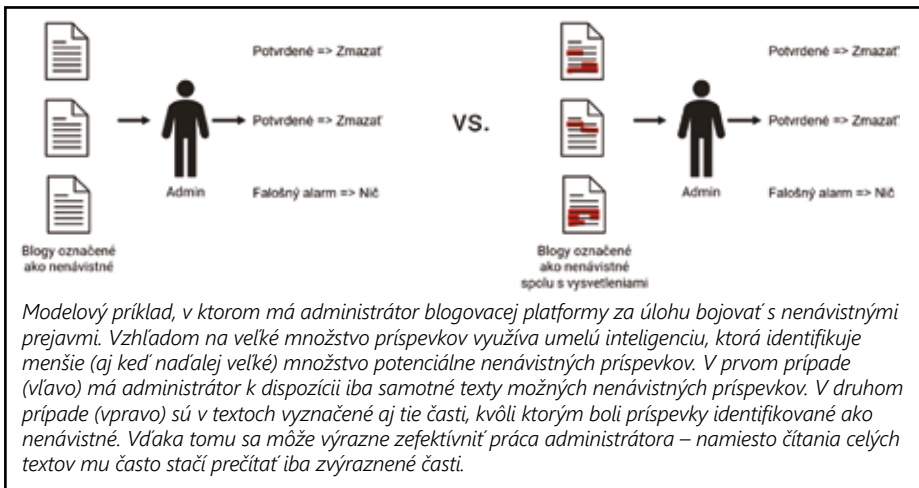 Potvrdené => Zmazať
Potvrdené => Zmazať
Admin
Falošný alarm => Nič
Blogy označené
ako nenávistné
VS.
Potvrdené => Zmazať
Potvrdené => Zmazať
Admin
Falošný alarm => Nič
Blogy označené
ako nenávistné
spolu s vysvetleniami
Modelový príklad, v ktorom má administrátor blogovacej platformy za úlohu bojovať s nenávistnými
prejavmi. Vzhľadom na veľké množstvo príspevkov využíva umelú inteligenciu, ktorá identifikuje
menšie (aj keď naďalej veľké) množstvo potenciálne nenávistných príspevkov. V prvom prípade
(vľavo) má administrátor k dispozícii iba samotné texty možných nenávistných príspevkov. V druhom
prípade (vpravo) sú v textoch vyznačené aj tie časti, kvôli ktorým boli príspevky identifikované ako
nenávistné. Vďaka tomu sa môže výrazne zefektívniť práca administrátora – namiesto čítania celých
textov mu často stačí prečítať iba zvýraznené časti.